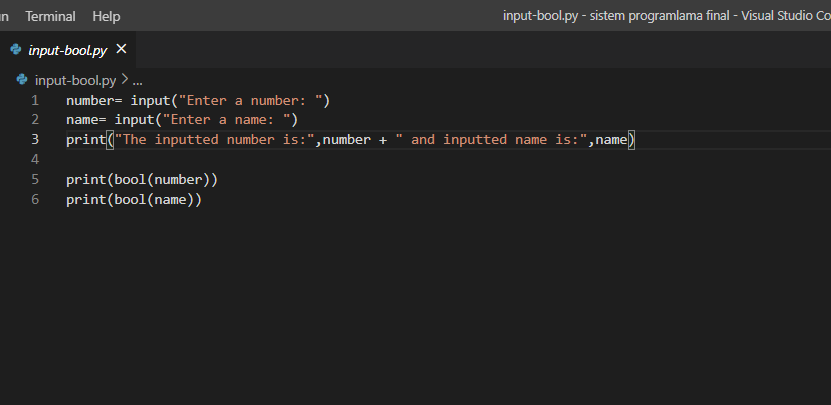 Terminal Help input-bool.py - sistem programlama final - Visual Studio Co
input-bool.py ×
input-bool.py > ...
1 number= input("Enter a number: ")
2 name= input("Enter a name: ")
3 print("The inputted number is:",number + " and inputted name is:",name)
4
5 print(bool(number))
6 print(bool(name))